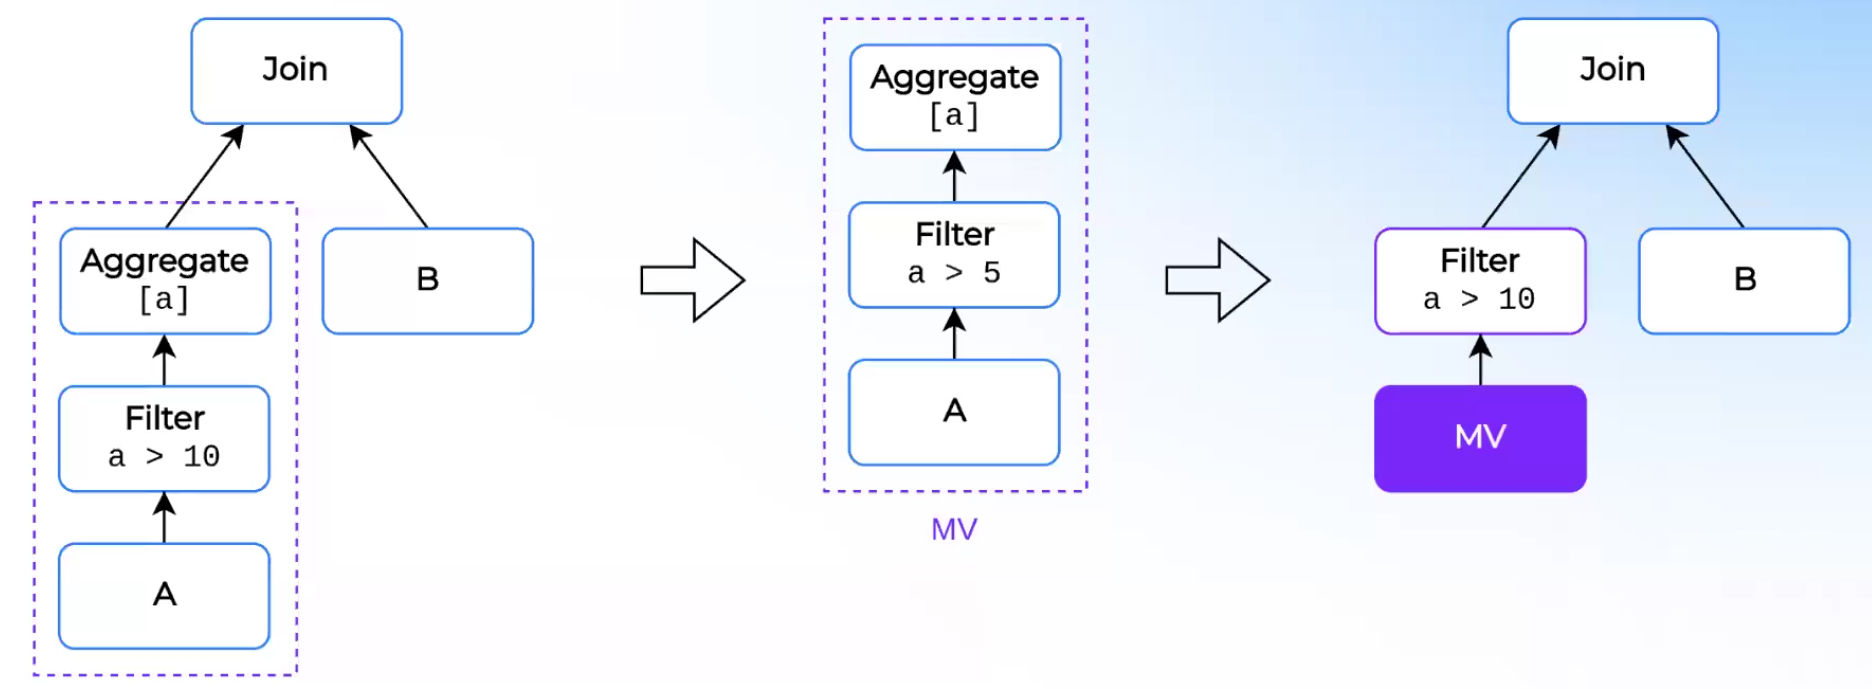 Join
Aggregate
[a]
B
Filter
a > 10
A
Aggregate
[a]
Filter
a > 5
A
MV
Join
Filter
a > 10
B
MV